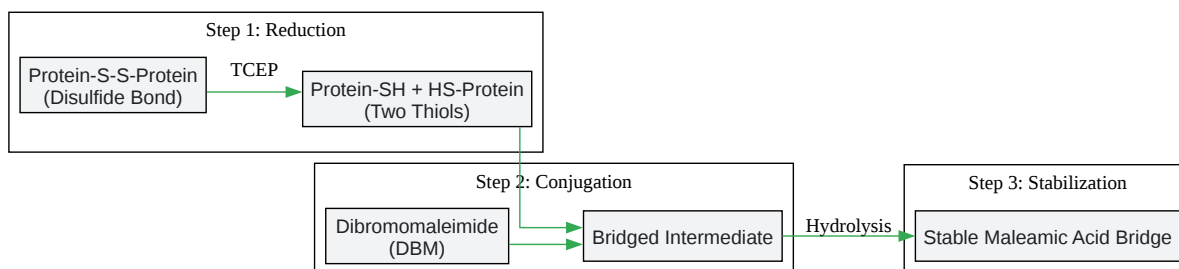 Step 1: Reduction
Protein-S-S-Protein
(Disulfide Bond)
TCEP
Protein-SH + HS-Protein
(Two Thiols)
Step 2: Conjugation
Dibromomaleimide
(DBM)
Bridged Intermediate
Hydrolysis
Step 3: Stabilization
Stable Maleamic Acid Bridge